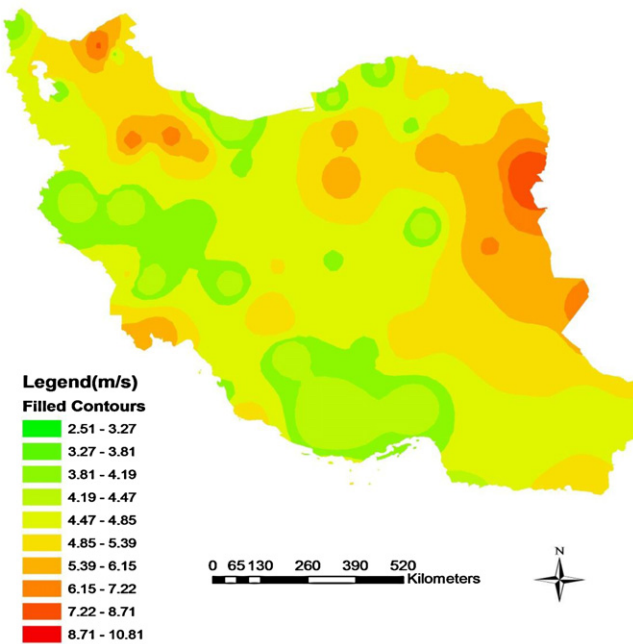 Legend(m/s)
Filled Contours
2.51 - 3.27
3.27 - 3.81
3.81 - 4.19
4.19 - 4.47
4.47 - 4.85
4.85 - 5.39
5.39 - 6.15
6.15 - 7.22
7.22 - 8.71
8.71 - 10.81
0 65 130 260 390 520
Kilometers
N